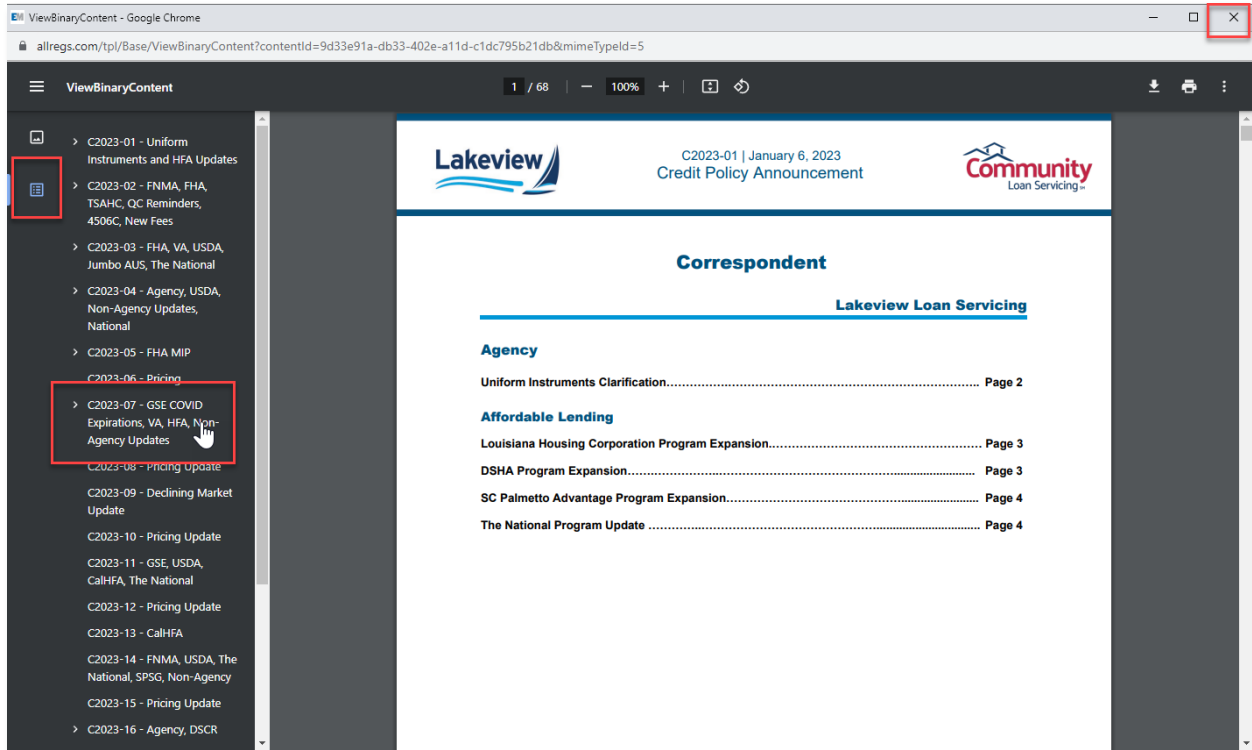 EM ViewBinaryContent - Google Chrome
allregs.com/tpl/Base/ViewBinaryContent?contentId=9d33e91a-db33-402e-a11d-c1dc795b21db&mimeTypeId=5
ViewBinaryContent
1 / 68
100%
C2023-01 - Uniform
Instruments and HFA Updates
C2023-02 - FNMA, FHA,
TSAHC, QC Reminders,
4506C, New Fees
C2023-03 - FHA, VA, USDA,
Jumbo AUS, The National
C2023-04 - Agency, USDA,
Non-Agency Updates,
National
C2023-05 - FHA MIP
C2023-06 - Pricing
C2023-07 - GSE COVID
Expirations, VA, HFA, Non-
Agency Updates
C2023-08 - Pricing Update
C2023-09 - Declining Market
Update
C2023-10 - Pricing Update
C2023-11 - GSE, USDA,
CalHFA, The National
C2023-12 - Pricing Update
C2023-13 - CalHFA
C2023-14 - FNMA, USDA, The
National, SPSG, Non-Agency
C2023-15 - Pricing Update
C2023-16 - Agency, DSCR
Lakeview
C2023-01 | January 6, 2023
Credit Policy Announcement
Community
Loan Servicing
Correspondent
Lakeview Loan Servicing
Agency
Uniform Instruments Clarification…………………………………………………………………. Page 2
Affordable Lending
Louisiana Housing Corporation Program Expansion..……………………………………… Page 3
DSHA Program Expansion…………………………………………………......................... Page 3
SC Palmetto Advantage Program Expansion………………………………....................... Page 4
The National Program Update ……………………………………………............................... Page 4